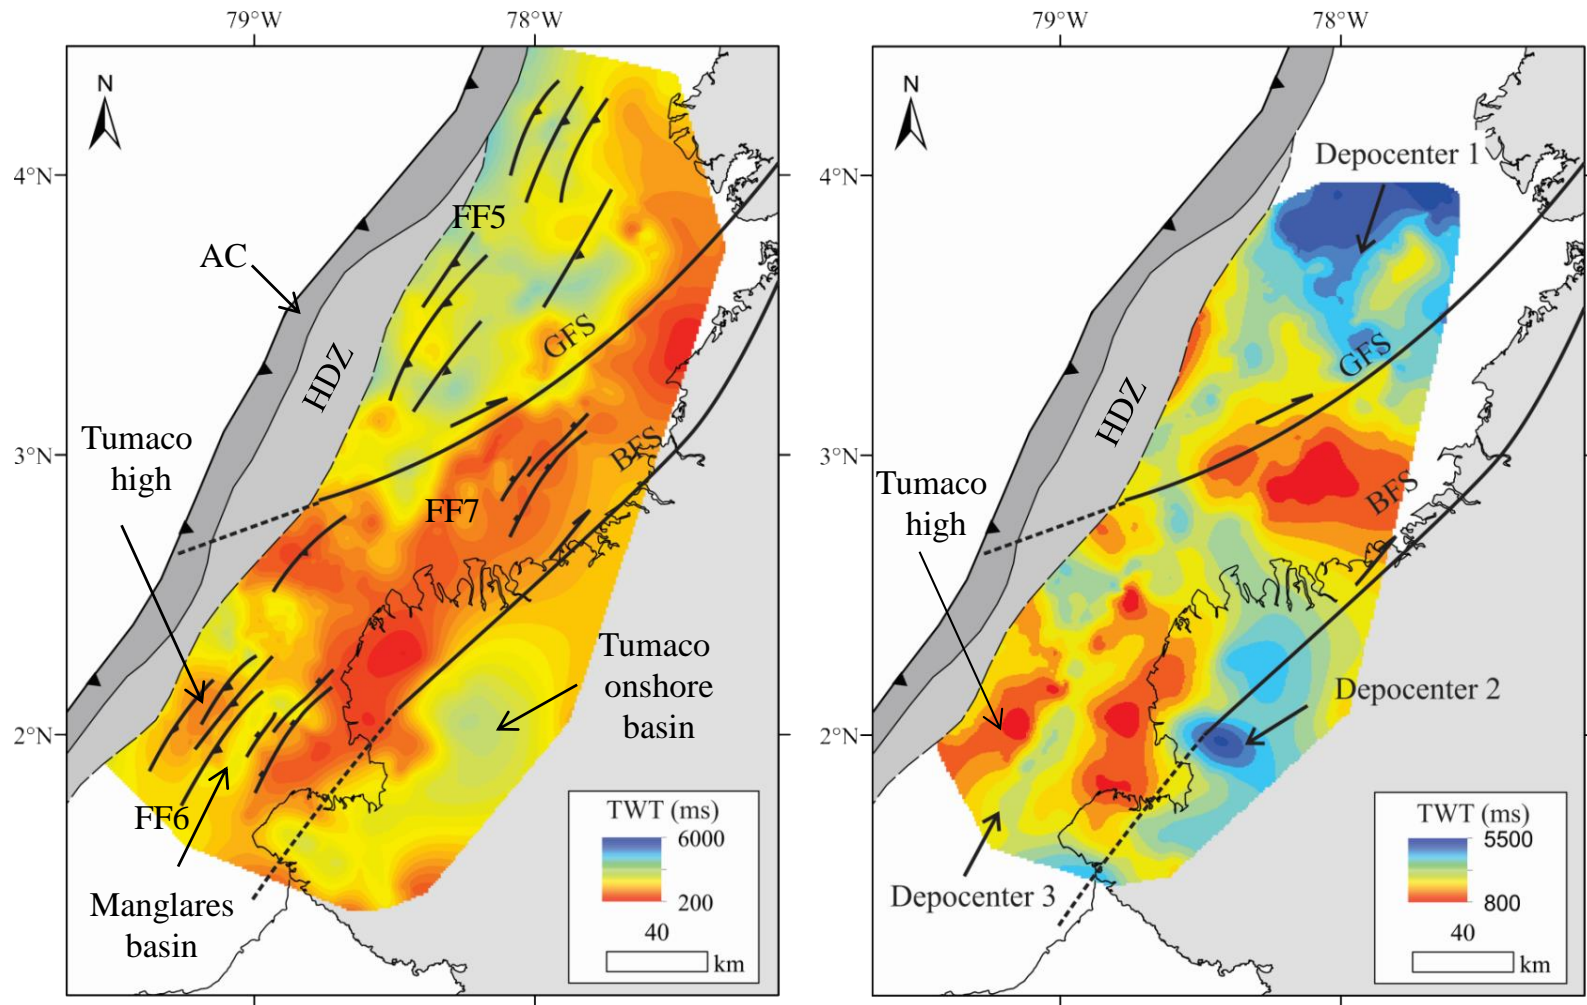 79°W
78°W
N
4°N
FF5
AC
GFS
HDZ
Tumaco
high
3°N
BFS
FF7
Tumaco
onshore
basin
2°N
FF6
Manglares
basin
TWT (ms)
6000
200
40
km
79°W
78°W
N
Depocenter 1
4°N
GFS
HDZ
3°N
Tumaco
high
BFS
Depocenter 2
2°N
Depocenter 3
TWT (ms)
5500
800
40
km